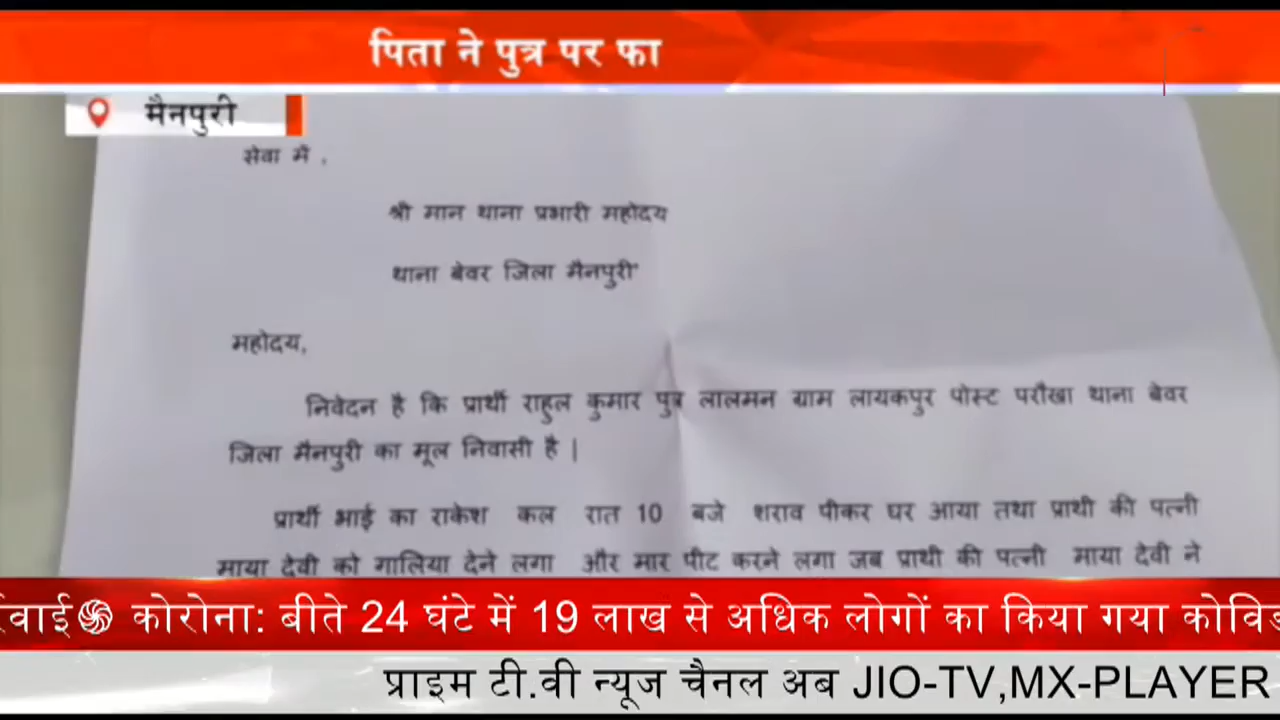 पिता ने पुत्र पर फा
मैनपुरी
सेवा में ,
श्री मान थाना प्रभारी महोदय
थाना बेवर जिला मैनपुरी'
महोदय,
निवेदन है कि प्रार्थी राहुल कुमार पुत्र लालमन ग्राम लायकपुर पोस्ट परौखा थाना बेवर
जिला मैनपुरी का मूल निवासी है |
प्रार्थी भाई का राकेश कल रात 10 बजे शराव पीकर घर आया तथा प्राथी की पत्नी
माया देवी को गालिया देने लगा और मार पीट करने लगा जब प्राथी की पत्नी माया देवी ने
र्रवाई֍ कोरोना: बीते 24 घंटे में 19 लाख से अधिक लोगों का किया गया कोविड
प्राइम टी.वी न्यूज चैनल अब JIO-TV,MX-PLAYER